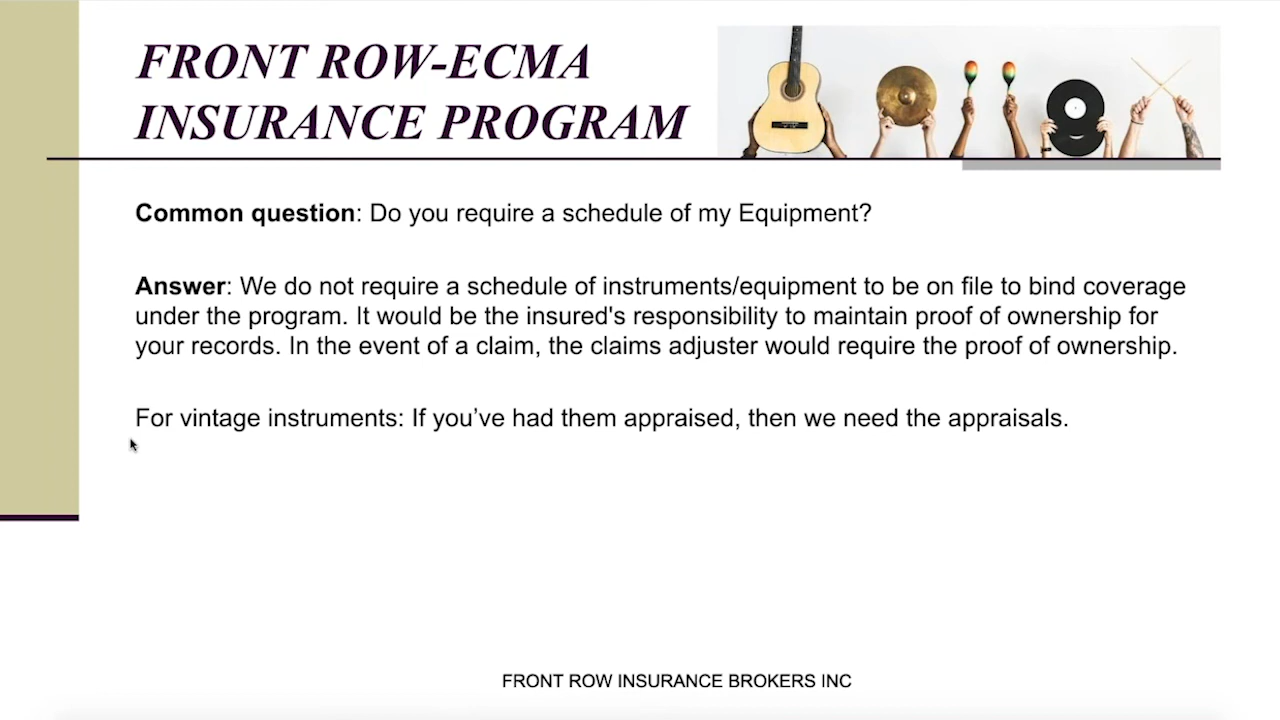 FRONT ROW-ECMA
INSURANCE PROGRAM
Common question: Do you require a schedule of my Equipment?
Answer: We do not require a schedule of instruments/equipment to be on file to bind coverage
under the program. It would be the insured's responsibility to maintain proof of ownership for
your records. In the event of a claim, the claims adjuster would require the proof of ownership.
For vintage instruments: If you’ve had them appraised, then we need the appraisals.
FRONT ROW INSURANCE BROKERS INC